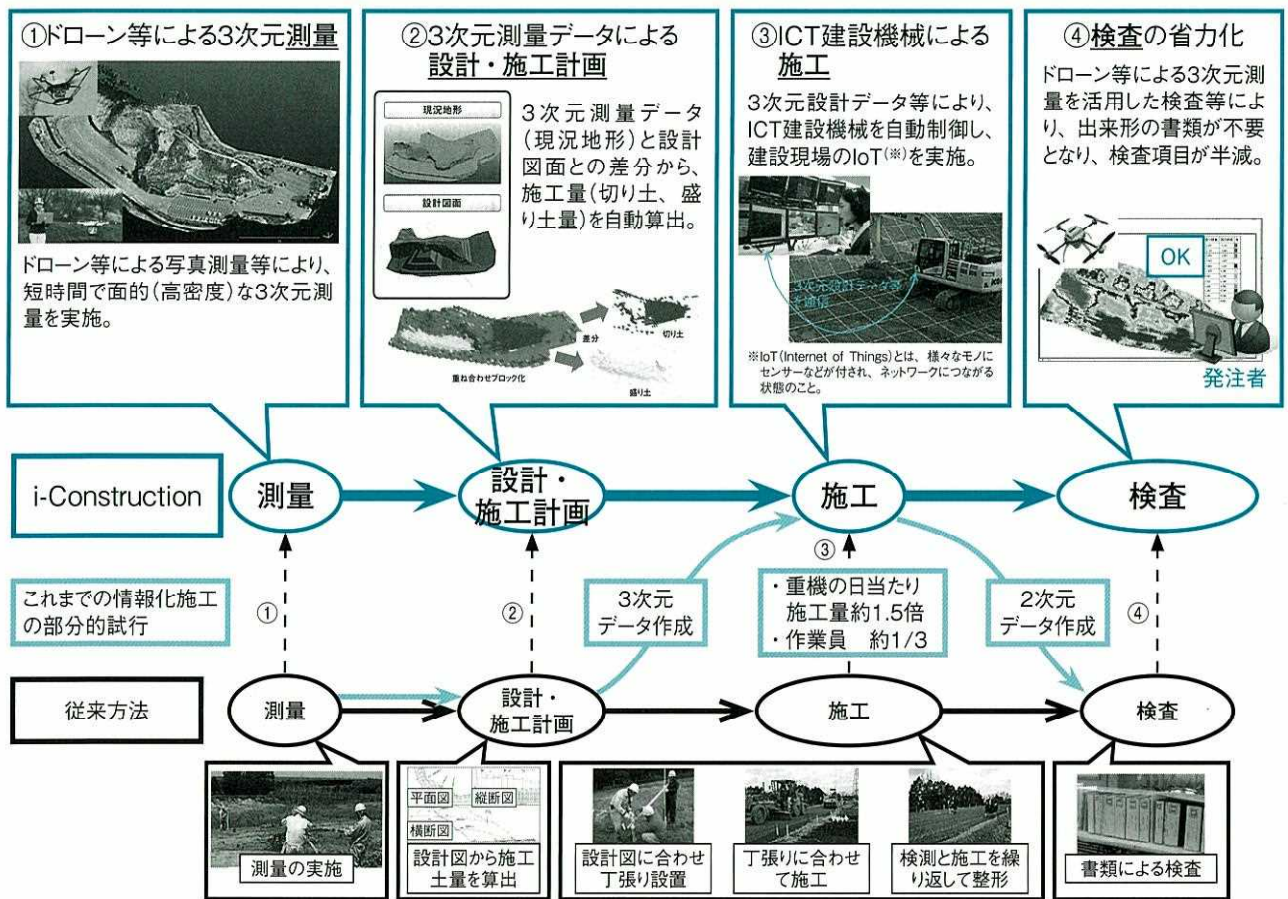 ①ドローン等による3次元測量
ドローン等による写真測量等により、
短時間で面的(高密度)な3次元測
量を実施。
②3次元測量データによる
設計・施工計画
現況地形
設計図面
3次元測量データ
(現況地形)と設計
図面との差分から、
施工量(切り土、盛
り土量)を自動算出。
差分
切り土
重ね合わせブロック化
盛り土
③ICT建設機械による
施工
3次元設計データ等により、
ICT建設機械を自動制御し、
建設現場のIoT(※)を実施。
3次元設計データ等
を通信
※IoT(Internet of Things)とは、様々なモノに
センサーなどが付され、ネットワークにつながる
状態のこと。
④検査の省力化
ドローン等による3次元測
量を活用した検査等によ
り、出来形の書類が不要
となり、検査項目が半減。
OK
発注者
i-Construction
測量
設計・
施工計画
施工
検査
これまでの情報化施工
の部分的試行
①
②
3次元
データ作成
③
・重機の日当たり
施工量約1.5倍
・作業員 約1/3
2次元
データ作成
④
従来方法
測量
設計・
施工計画
施工
検査
測量の実施
平面図
縦断図
横断図
設計図から施工
土量を算出
設計図に合わせ
丁張り設置
丁張りに合わせ
て施工
検測と施工を繰
り返して整形
書類による検査